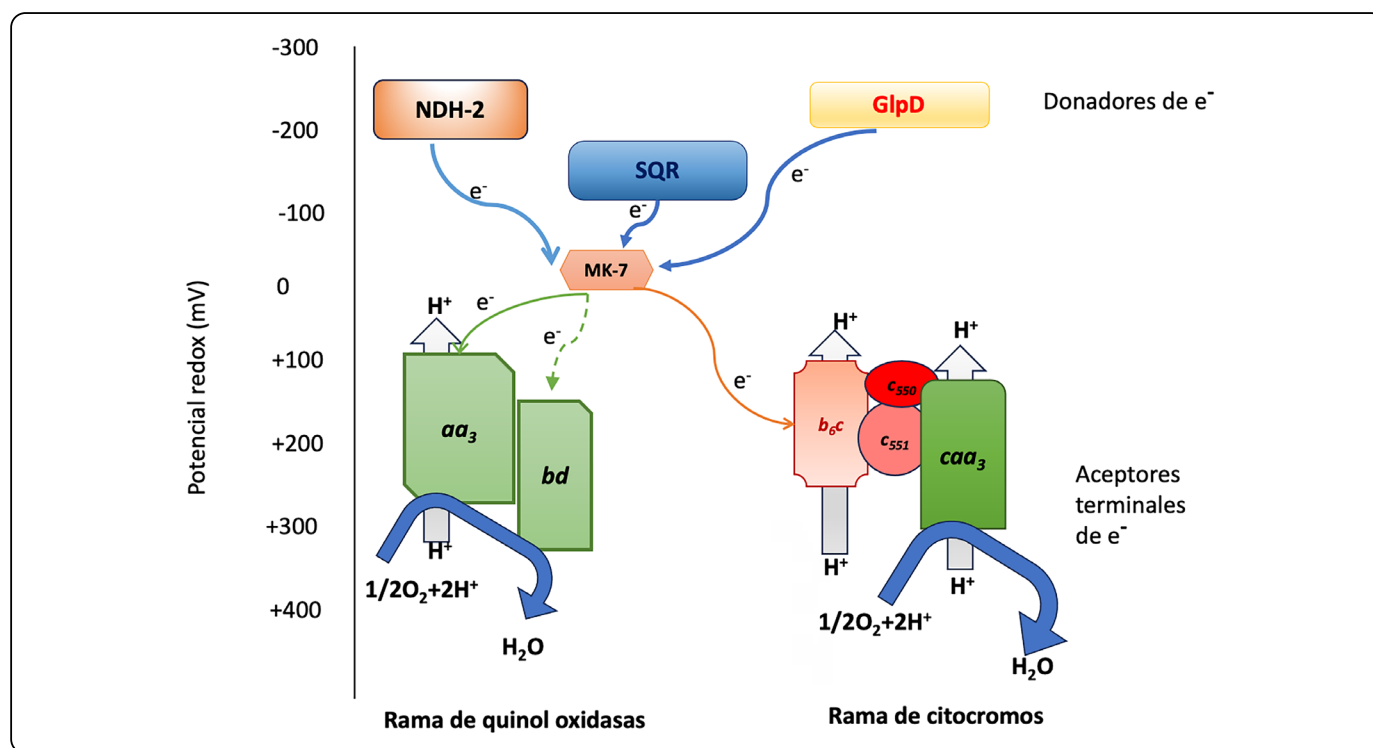 -300
-200
-100
0
+100
+200
+300
+400
Potencial redox (mV)
NDH-2
GlpD
Donadores de e⁻
SQR
e⁻
e⁻
e⁻
MK-7
e⁻
e⁻
e⁻
H⁺
H⁺
H⁺
aa₃
bd
b₆c
c₅₅₀
c₅₅₁
caa₃
Aceptores
terminales
de e⁻
H⁺
H⁺
H⁺
1/2O₂+2H⁺
1/2O₂+2H⁺
H₂O
H₂O
Rama de quinol oxidasas
Rama de citocromos